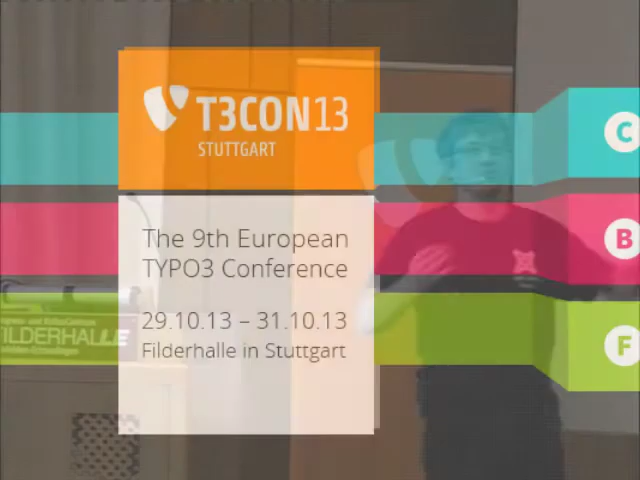 T3CON13
STUTTGART
The 9th European
TYPO3 Conference
29.10.13 – 31.10.13
Filderhalle in Stuttgart
C
B
F
FILDERHALLE